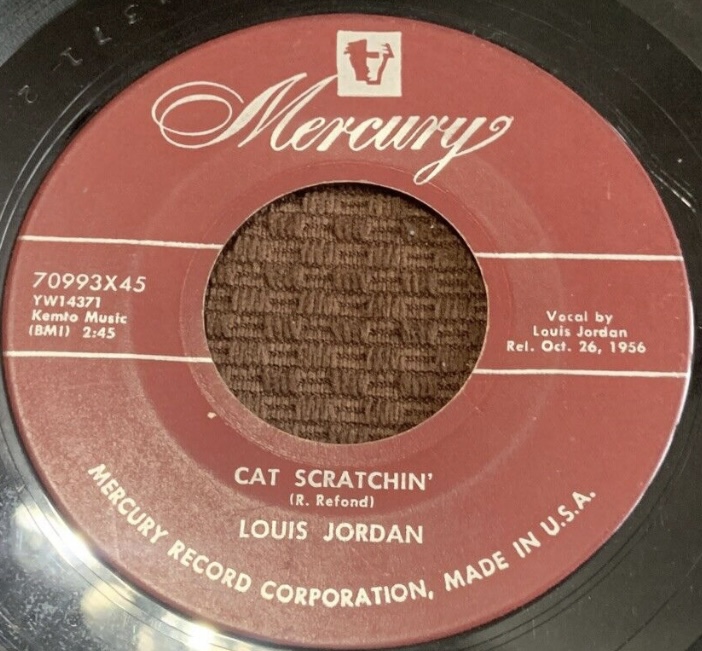 Mercury
70993X45
YW14371
Kemto Music
(BMI) 2:45
Vocal by
Louis Jordan
Rel. Oct. 26, 1956
CAT SCRATCHIN'
(R. Refond)
LOUIS JORDAN
MERCURY RECORD CORPORATION, MADE IN U.S.A.